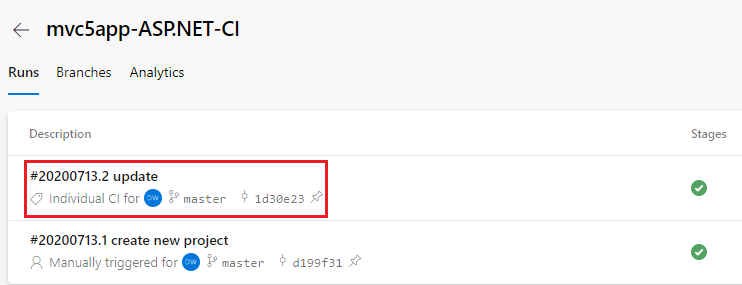 mvc5app-ASP.NET-CI
Runs Branches Analytics
Description Stages
#20200713.2 update
Individual CI for DW master 1d30e23
#20200713.1 create new project
Manually triggered for DW master d199f31